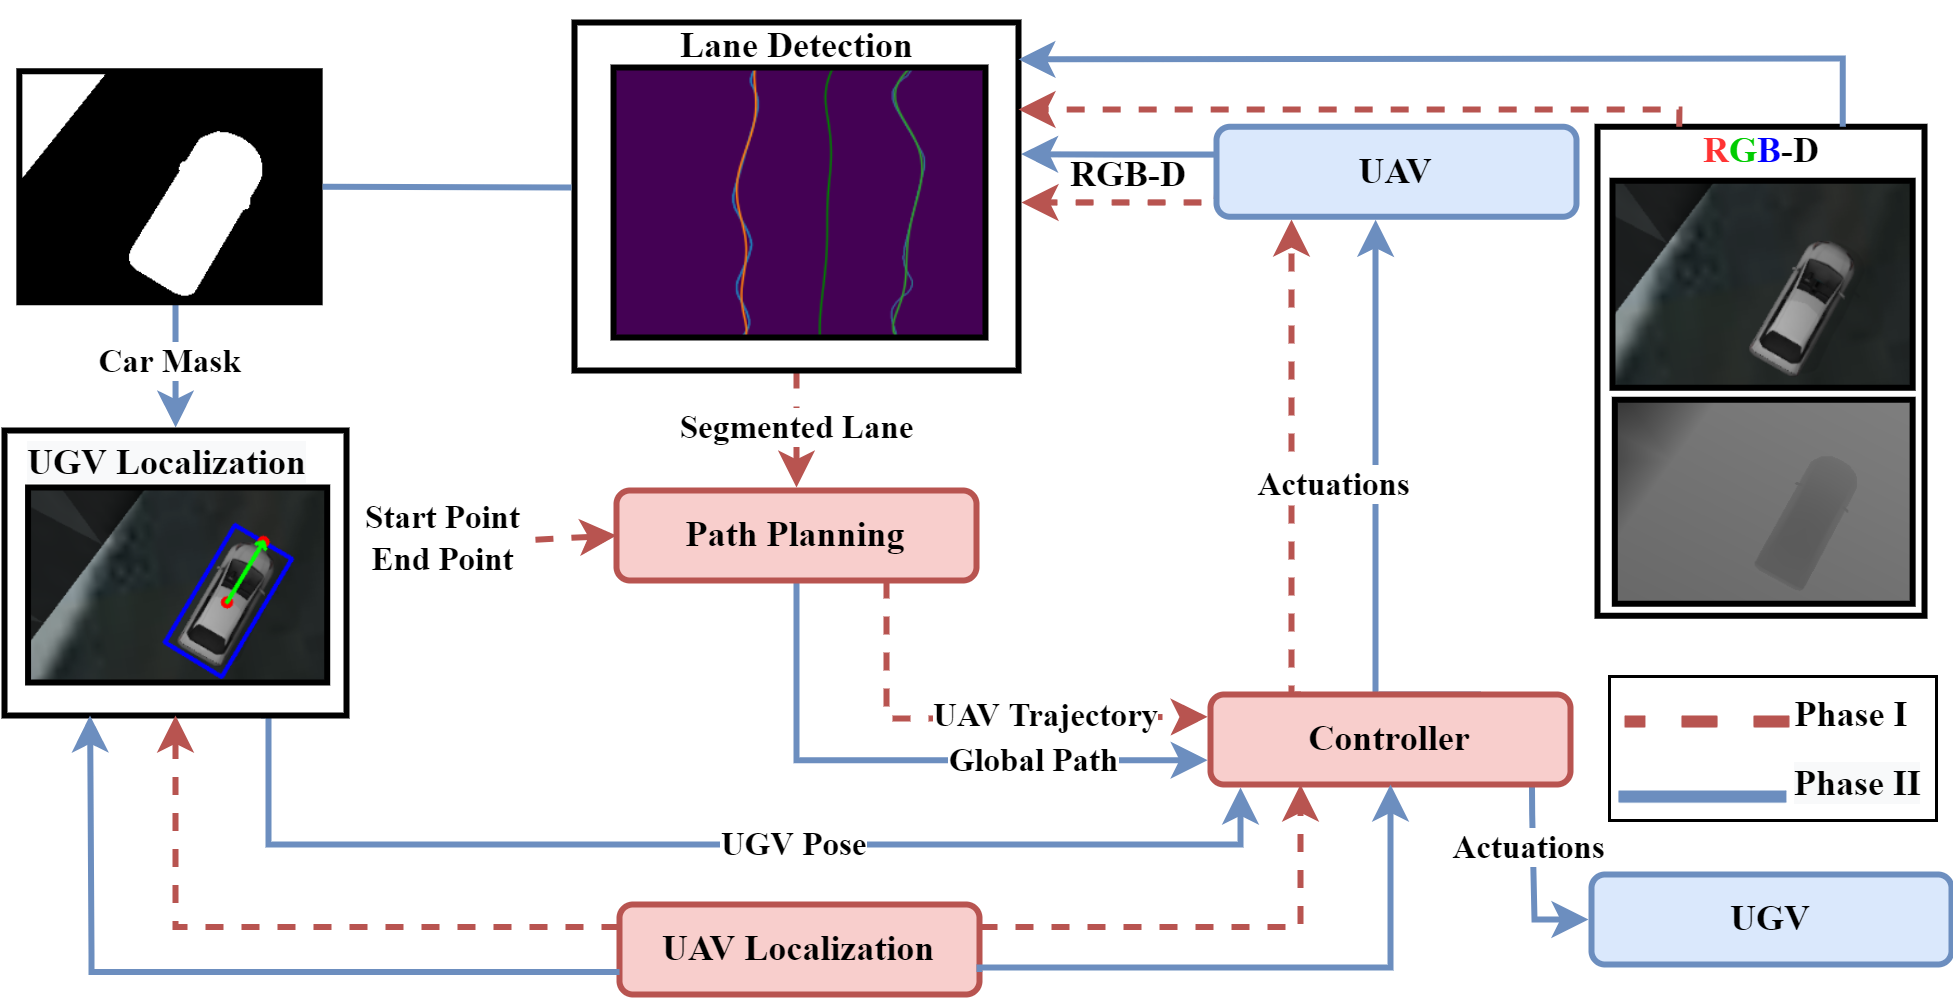 Lane Detection
RGB-D
UAV
RGB-D
Car Mask
Segmented Lane
UGV Localization
Start Point
End Point
Path Planning
Actuations
UAV Trajectory
Global Path
Controller
Phase I
Phase II
UGV Pose
Actuations
UAV Localization
UGV